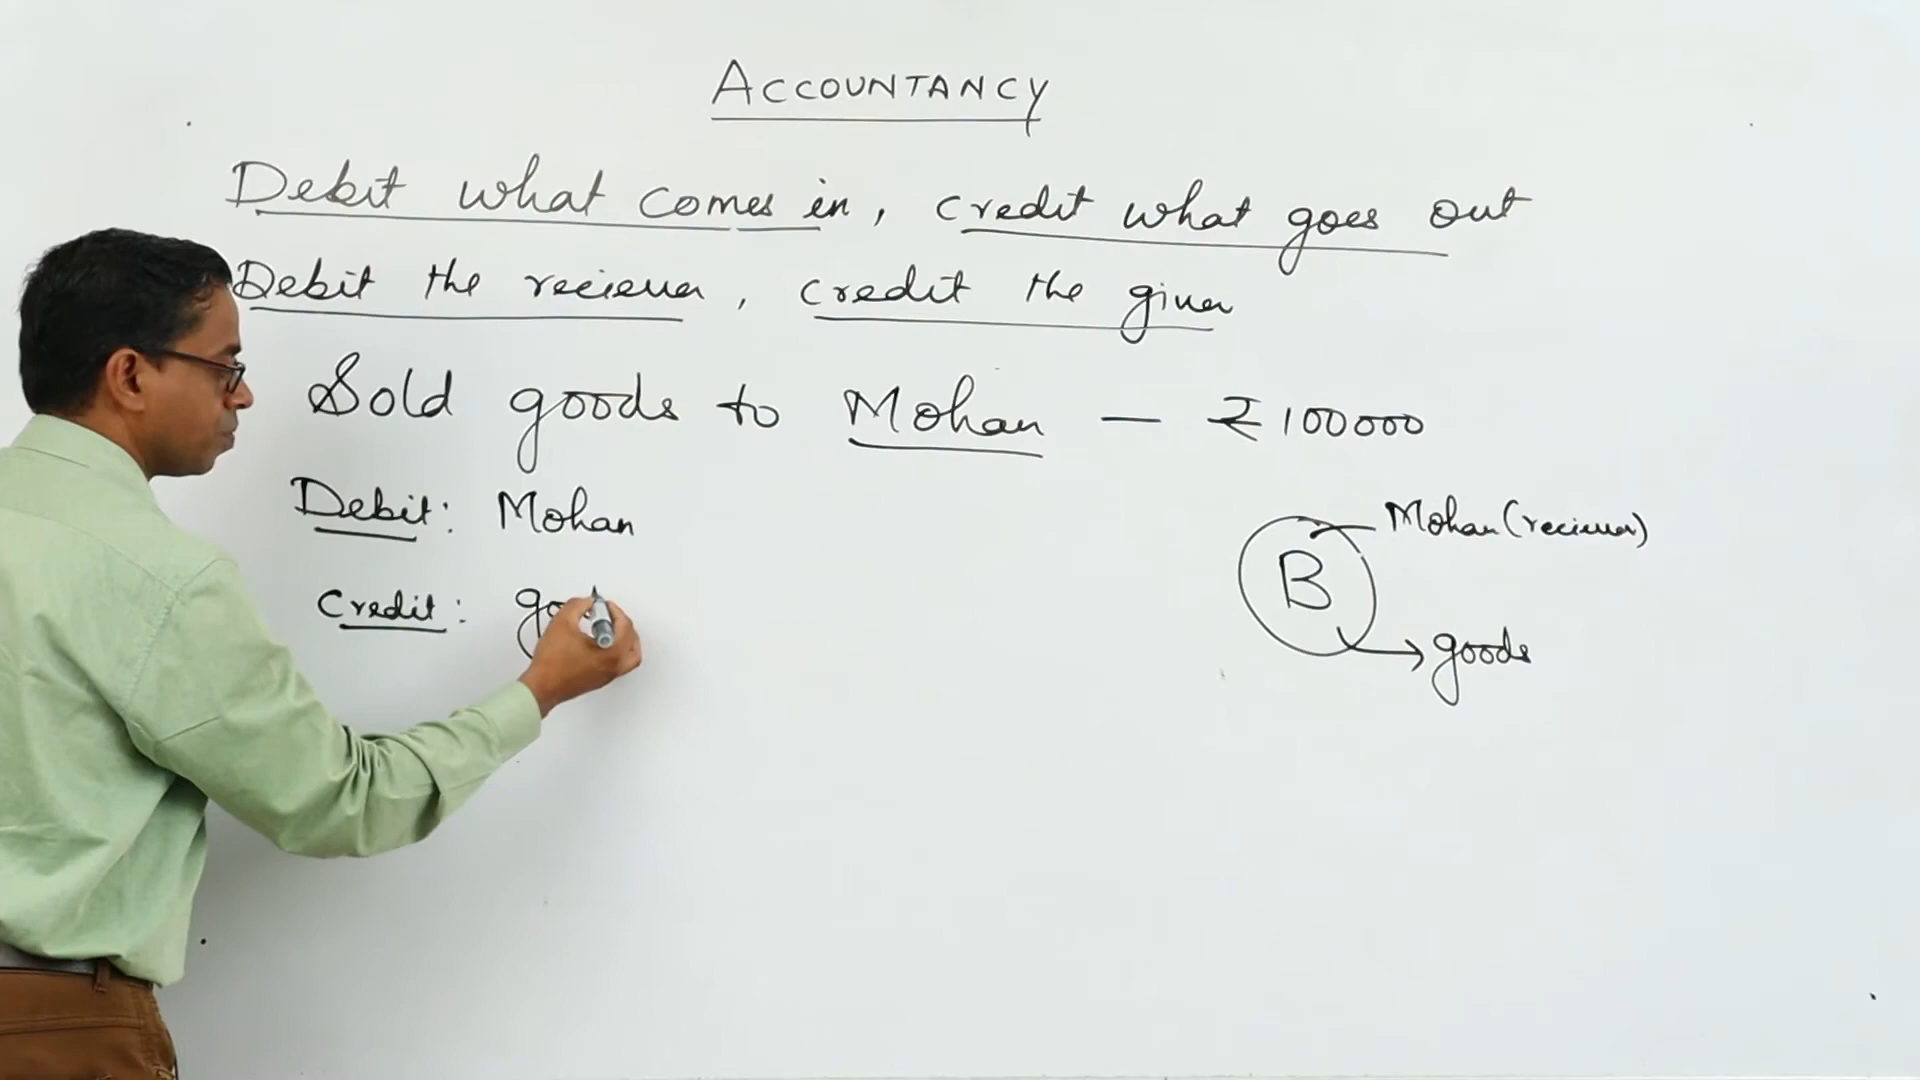 ACCOUNTANCY
Debit what comes in, credit what goes out
Debit the reciever, credit the giver
Sold goods to Mohan — ₹100000
Debit: Mohan
Mohan (reciever)
B
Credit: go
goods